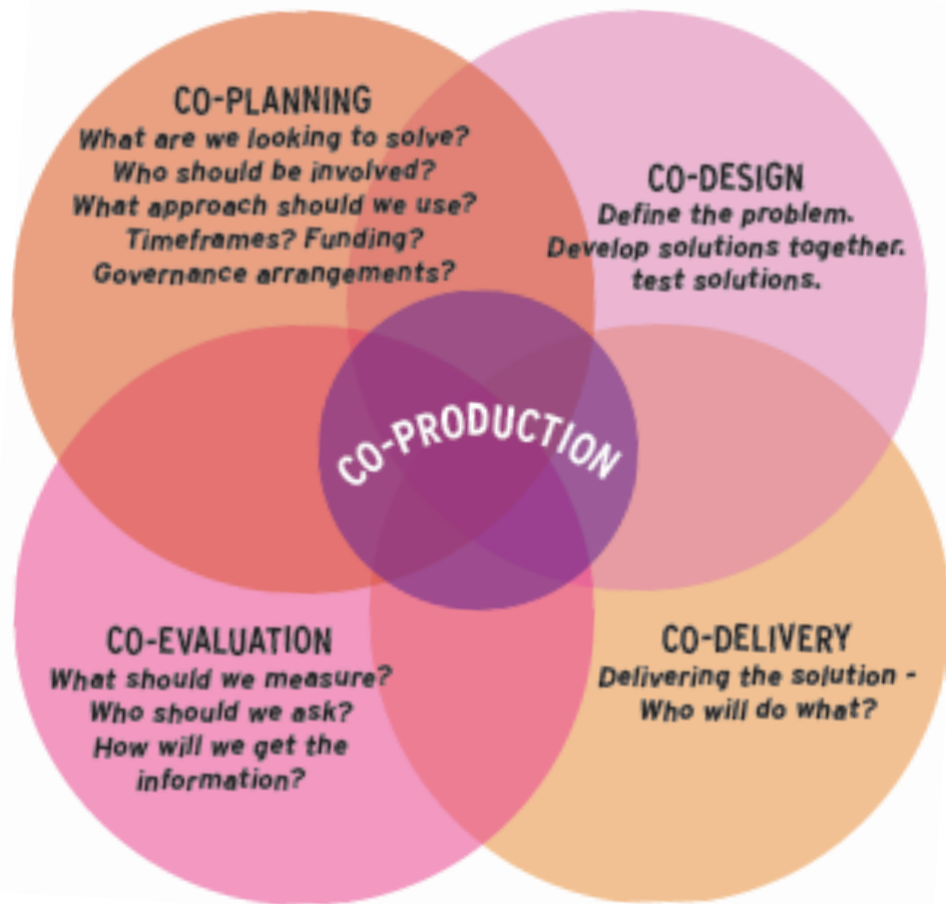 CO-PLANNING
What are we looking to solve?
Who should be involved?
What approach should we use?
Timeframes? Funding?
Governance arrangements?
CO-DESIGN
Define the problem.
Develop solutions together.
test solutions.
CO-PRODUCTION
CO-EVALUATION
What should we measure?
Who should we ask?
How will we get the
information?
CO-DELIVERY
Delivering the solution -
Who will do what?